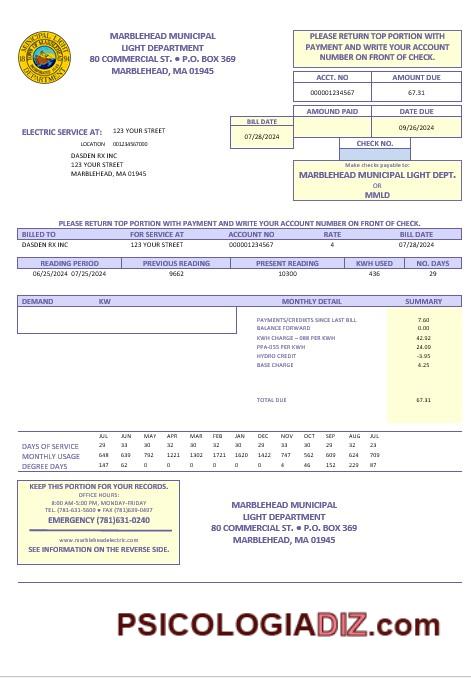 MUNICIPAL LIGHT
18 94
DEPARTMENT
MARBLEHEAD MUNICIPAL
LIGHT DEPARTMENT
80 COMMERCIAL ST. • P.O. BOX 369
MARBLEHEAD, MA 01945
PLEASE RETURN TOP PORTION WITH
PAYMENT AND WRITE YOUR ACCOUNT
NUMBER ON FRONT OF CHECK.
ACCT. NO AMOUNT DUE
000001234567 67.31
AMOUND PAID DATE DUE
09/26/2024
BILL DATE
07/28/2024
CHECK NO.
ELECTRIC SERVICE AT: 123 YOUR STREET
LOCATION 001234567000
DASDEN RX INC
123 YOUR STREET
MARBLEHEAD, MA 01945
Make checks payable to:
MARBLEHEAD MUNICIPAL LIGHT DEPT.
OR
MMLD
PLEASE RETURN TOP PORTION WITH PAYMENT AND WRITE YOUR ACCOUNT NUMBER ON FRONT OF CHECK.
BILLED TO FOR SERVICE AT ACCOUNT NO RATE BILL DATE
DASDEN RX INC 123 YOUR STREET 000001234567 4 07/28/2024
READING PERIOD PREVIOUS READING PRESENT READING KWH USED NO. DAYS
06/25/2024 07/25/2024 9662 10300 436 29
DEMAND KW MONTHLY DETAIL SUMMARY
PAYMENTS/CREDIKTS SINCE LAST BILL 7.60
BALANCE FORWARD 0.00
KWH CHARGE –088 PER KWH 42.92
PPA-055 PER KWH 24.09
HYDRO CREDIT -3.95
BASE CHARGE 4.25
TOTAL DUE 67.31
JUL JUN MAY APR MAR FEB JAN DEC NOV OCT SEP AUG JUL
DAYS OF SERVICE 29 33 30 32 30 29 33 30 30 29 32 23
MONTHLY USAGE 648 639 792 1221 1302 1721 1620 1422 747 562 609 624 709
DEGREE DAYS 147 62 0 0 0 0 0 0 4 46 152 229 87
KEEP THIS PORTION FOR YOUR RECORDS.
OFFICE HOURS:
8:00 AM-5:00 PM, MONDAY-FRIDAY
TEL. (781-631-5600 • FAX (781)639-0497
EMERGENCY (781)631-0240
www.marbleheadelectric.com
SEE INFORMATION ON THE REVERSE SIDE.
MARBLEHEAD MUNICIPAL
LIGHT DEPARTMENT
80 COMMERCIAL ST. • P.O. BOX 369
MARBLEHEAD, MA 01945
PSICOLOGIADIZ.com